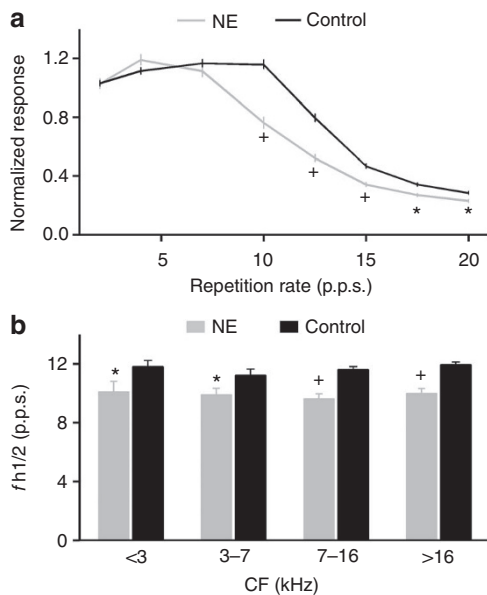 a
NE Control
Normalized response
1.2
0.8
0.4
0.0
+ + + * *
5 10 15 20
Repetition rate (p.p.s.)
b
NE Control
fh1/2 (p.p.s.)
12
8
4
0
* * + +
<3 3–7 7–16 >16
CF (kHz)